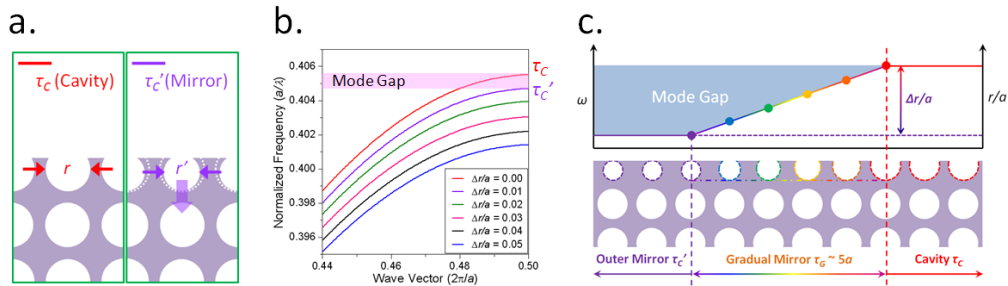 a.
τC (Cavity)
τC’(Mirror)
r
r’
b.
Normalized Frequency (a/λ)
0.406
0.404
0.402
0.400
0.398
0.396
Mode Gap
τC
τC’
Δr/a = 0.00
Δr/a = 0.01
Δr/a = 0.02
Δr/a = 0.03
Δr/a = 0.04
Δr/a = 0.05
0.44
0.46
0.48
0.50
Wave Vector (2π/a)
c.
ω
Mode Gap
Δr/a
r/a
Outer Mirror τC’
Gradual Mirror τG ~ 5a
Cavity τC